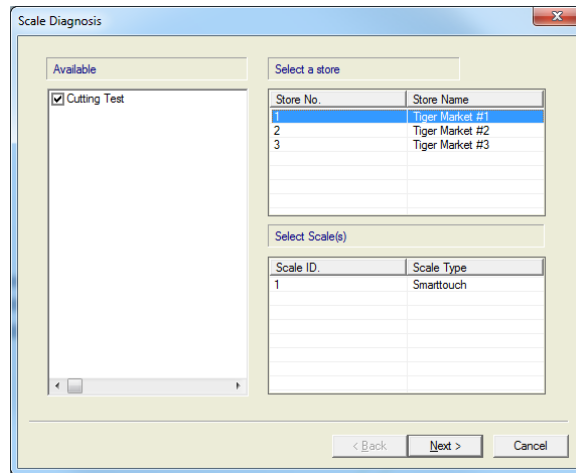 Scale Diagnosis
Available
Cutting Test
Select a store
Store No. Store Name
1 Tiger Market #1
2 Tiger Market #2
3 Tiger Market #3
Select Scale(s)
Scale ID. Scale Type
1 Smarttouch
< Back Next > Cancel